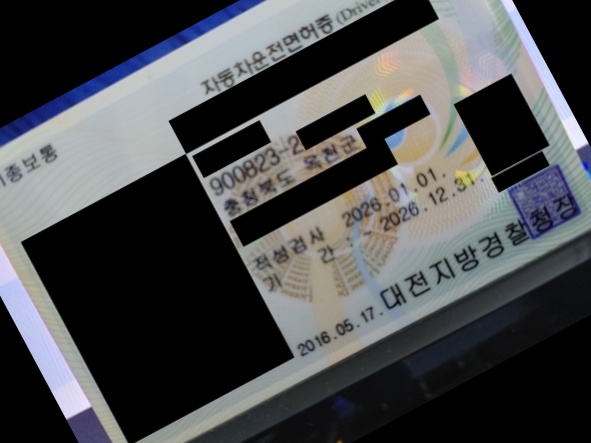 자동차운전면허증 (Driver
종보통
900823-2
충청북도 옥천군
적성검사 2026.01.01.
기 간 : ~ 2026.12.31.
2016.05.17. 대전지방경찰청장